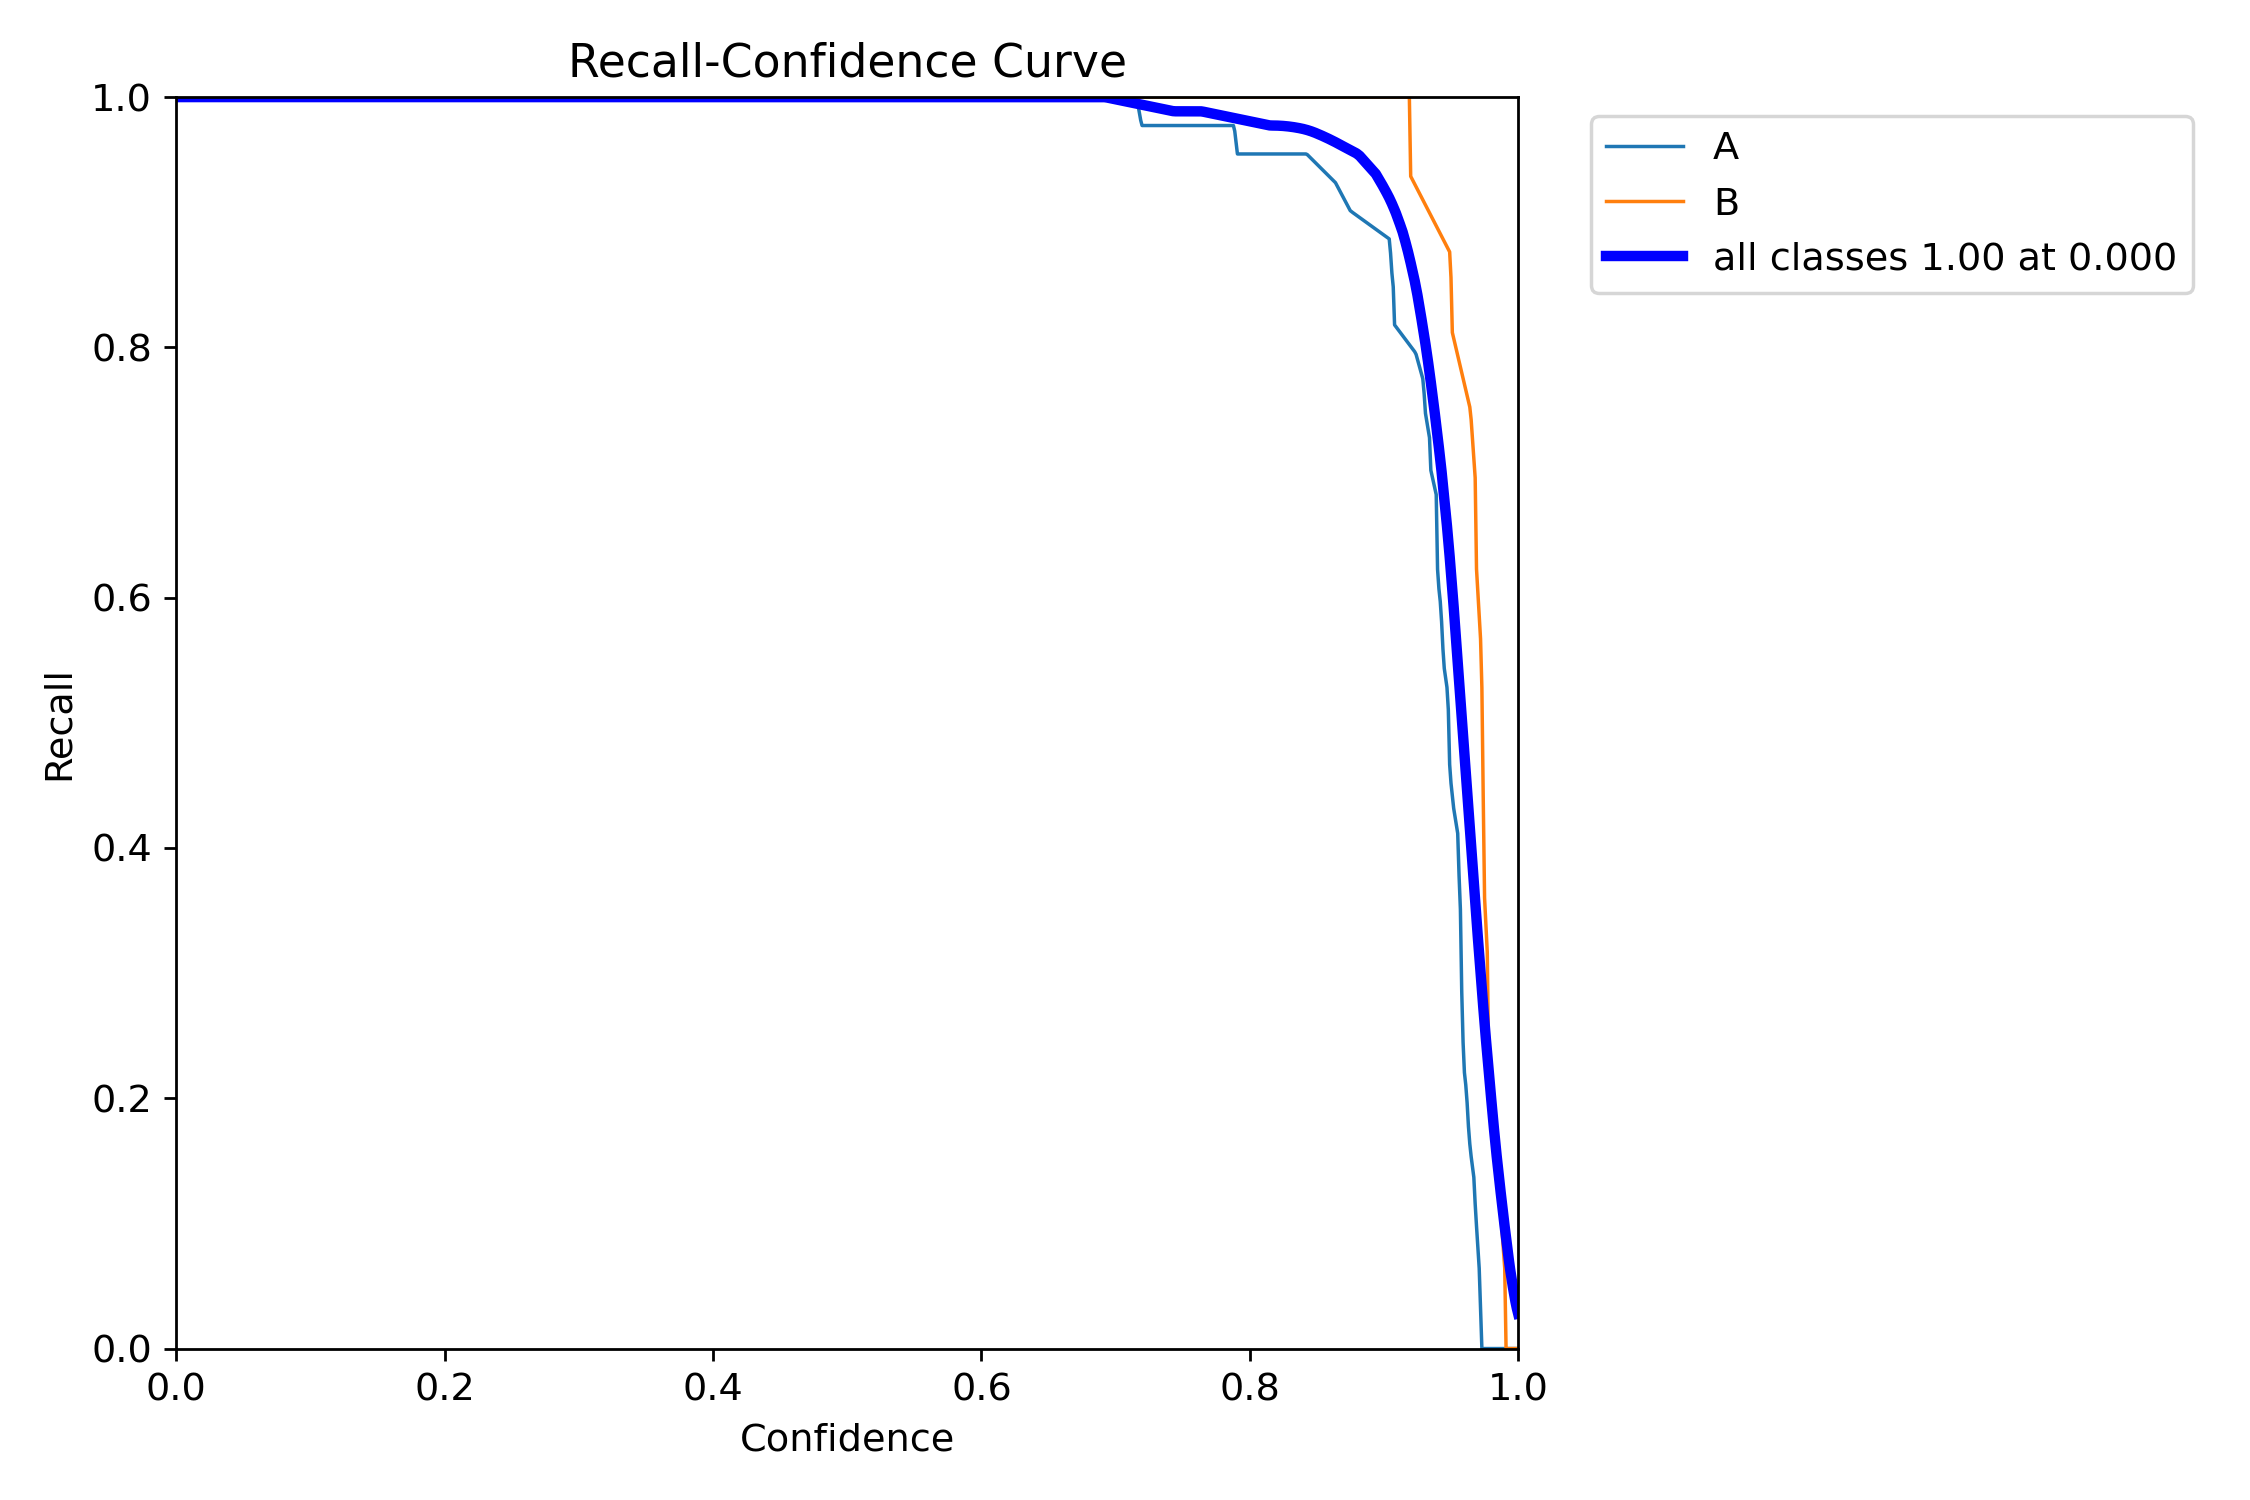 Recall-Confidence Curve
1.0
0.8
0.6
0.4
0.2
0.0
Recall
0.0 0.2 0.4 0.6 0.8 1.0
Confidence
A
B
all classes 1.00 at 0.000